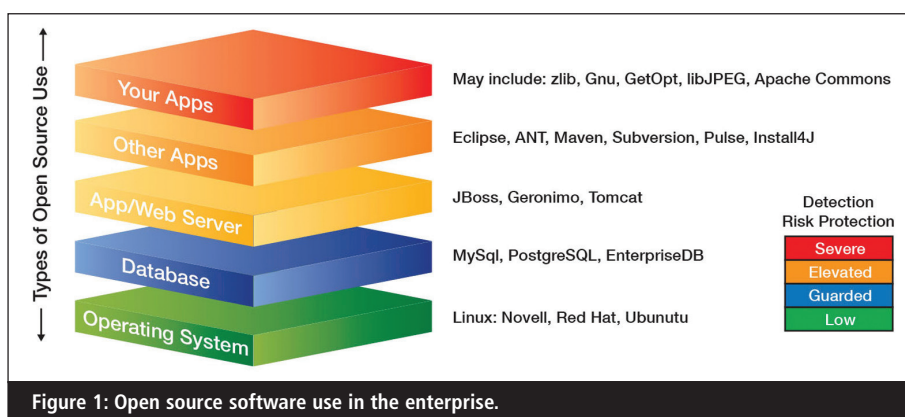 Types of Open Source Use
Your Apps
May include: zlib, Gnu, GetOpt, libJPEG, Apache Commons
Other Apps
Eclipse, ANT, Maven, Subversion, Pulse, Install4J
App/Web Server
JBoss, Geronimo, Tomcat
Database
MySql, PostgreSQL, EnterpriseDB
Operating System
Linux: Novell, Red Hat, Ubunutu
Detection
Risk Protection
Severe
Elevated
Guarded
Low
Figure 1: Open source software use in the enterprise.